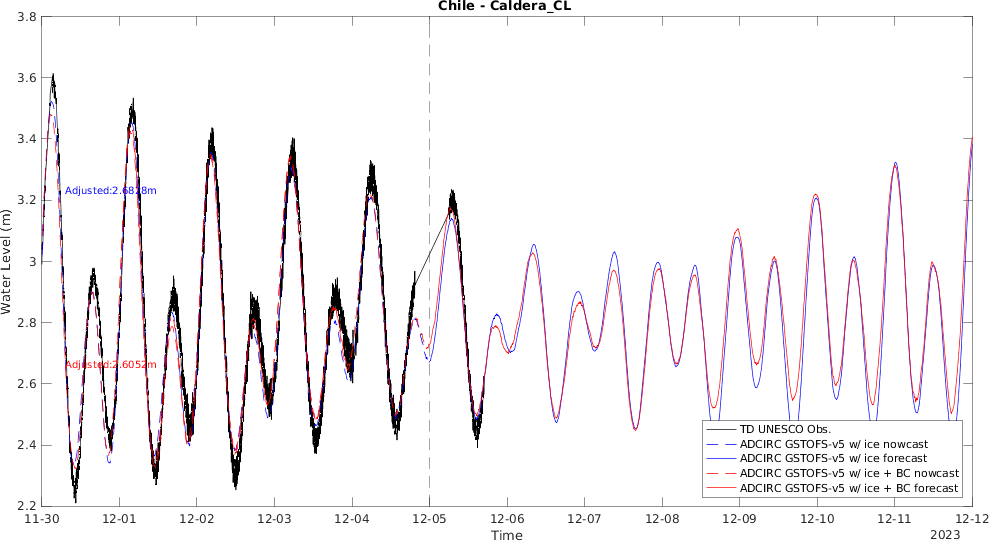 Chile - Caldera_CL
3.8
3.6
3.4
3.2
3
2.8
2.6
2.4
2.2
Water Level (m)
Adjusted:2.6828m
Adjusted:2.6052m
TD UNESCO Obs.
ADCIRC GSTOFS-v5 w/ ice nowcast
ADCIRC GSTOFS-v5 w/ ice forecast
ADCIRC GSTOFS-v5 w/ ice + BC nowcast
ADCIRC GSTOFS-v5 w/ ice + BC forecast
11-30 12-01 12-02 12-03 12-04 12-05 12-06 12-07 12-08 12-09 12-10 12-11 12-12
Time
2023